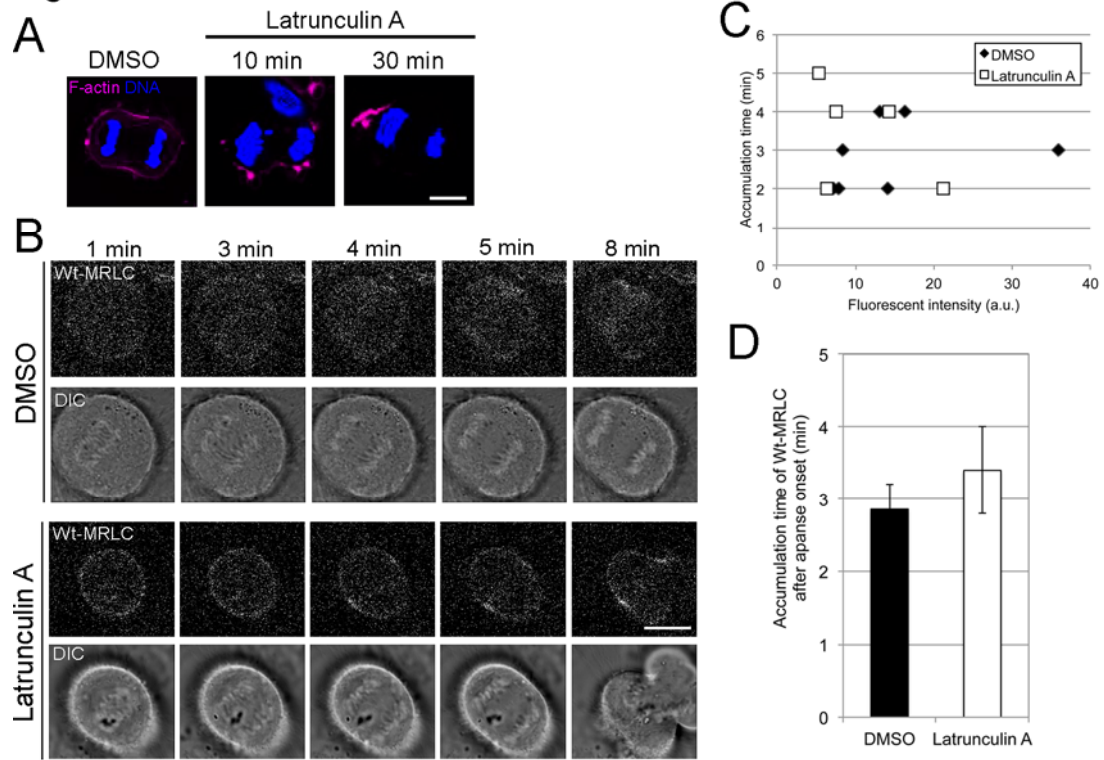 A
Latrunculin A
DMSO
10 min
30 min
F-actin DNA
B
1 min
3 min
4 min
5 min
8 min
DMSO
Wt-MRLC
DIC
Latrunculin A
Wt-MRLC
DIC
C
Accumulation time (min)
6
5
4
3
2
1
0
DMSO
Latrunculin A
10
20
30
40
Fluorescent intensity (a.u.)
D
Accumulation time of Wt-MRLC
after apanse onset (min)
5
4
3
2
1
0
DMSO
Latrunculin A